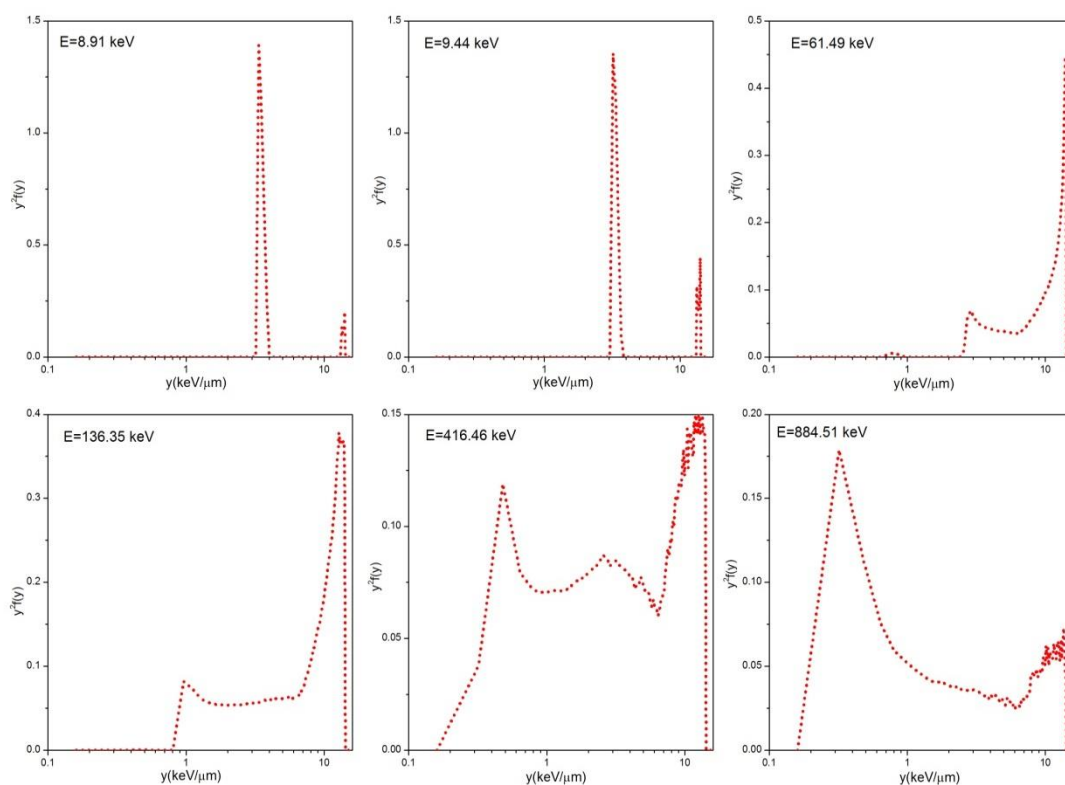 E=8.91 keV
1.5
1.0
0.5
0.0
y²f(y)
0.1
1
10
y(keV/μm)
E=9.44 keV
1.5
1.0
0.5
0.0
y²f(y)
0.1
1
10
y(keV/μm)
E=61.49 keV
0.5
0.4
0.3
0.2
0.1
0.0
y²f(y)
0.1
1
10
y(keV/μm)
E=136.35 keV
0.4
0.3
0.2
0.1
0.0
y²f(y)
0.1
1
10
y(keV/μm)
E=416.46 keV
0.15
0.10
0.05
0.00
y²f(y)
0.1
1
10
y(keV/μm)
E=884.51 keV
0.20
0.15
0.10
0.05
0.00
y²f(y)
0.1
1
10
y(keV/μm)